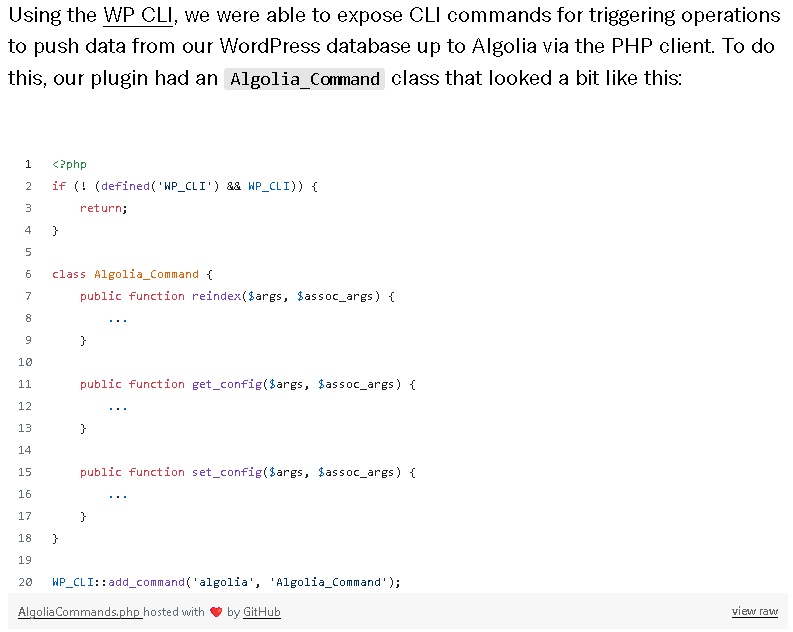 Using the WP CLI, we were able to expose CLI commands for triggering operations
to push data from our WordPress database up to Algolia via the PHP client. To do
this, our plugin had an Algolia_Command class that looked a bit like this:
1 <?php
2 if (! (defined('WP_CLI') && WP_CLI)) {
3     return;
4 }
5
6 class Algolia_Command {
7     public function reindex($args, $assoc_args) {
8         ...
9     }
10
11     public function get_config($args, $assoc_args) {
12         ...
13     }
14
15     public function set_config($args, $assoc_args) {
16         ...
17     }
18 }
19
20 WP_CLI::add_command('algolia', 'Algolia_Command');
AlgoliaCommands.php hosted with ❤ by GitHub view raw